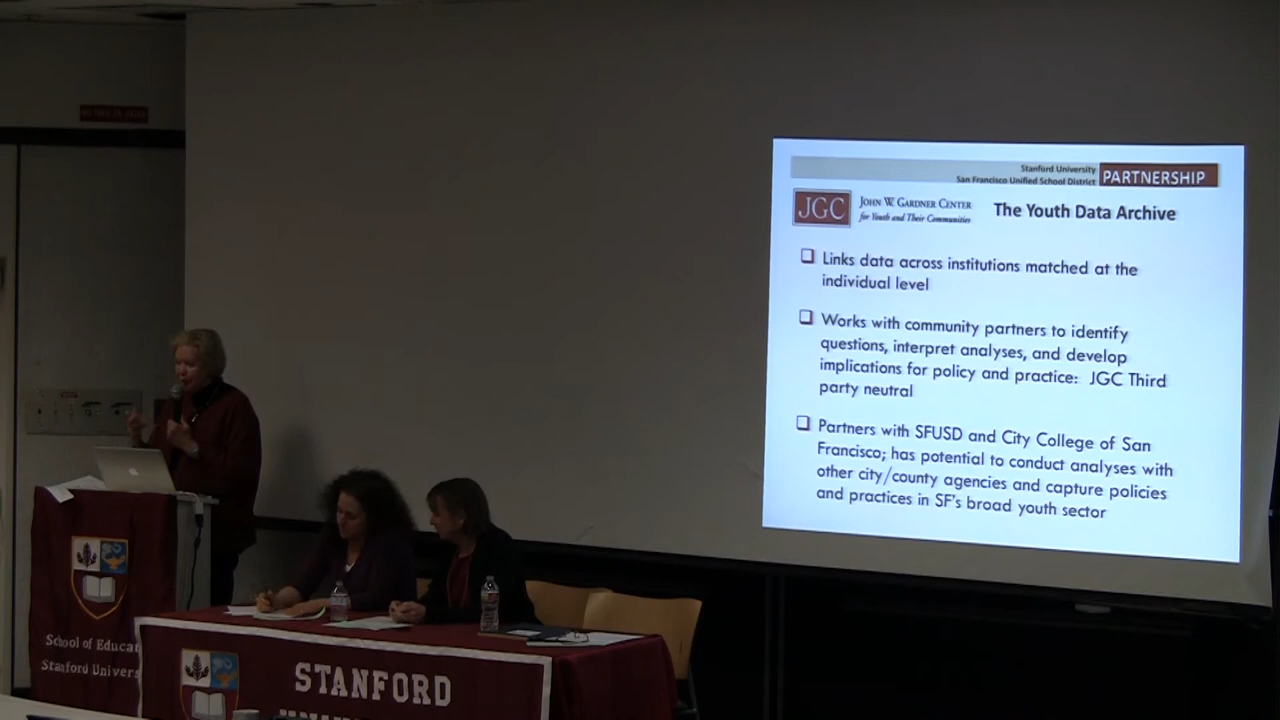 Stanford University
San Francisco Unified School District
PARTNERSHIP
JGC
JOHN W. GARDNER CENTER
for Youth and Their Communities
The Youth Data Archive
Links data across institutions matched at the
individual level
Works with community partners to identify
questions, interpret analyses, and develop
implications for policy and practice: JGC Third
party neutral
Partners with SFUSD and City College of San
Francisco; has potential to conduct analyses with
other city/county agencies and capture policies
and practices in SF's broad youth sector
School of Educat
Stanford Univers
STANFORD